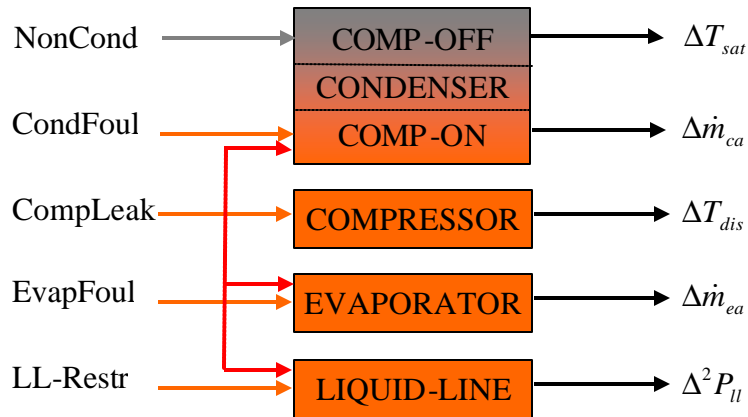 NonCond COMP-OFF ΔT_sat
CONDENSER
CondFoul COMP-ON Δṁ_ca
CompLeak COMPRESSOR ΔT_dis
EvapFoul EVAPORATOR Δṁ_ea
LL-Restr LIQUID-LINE Δ²P_ll